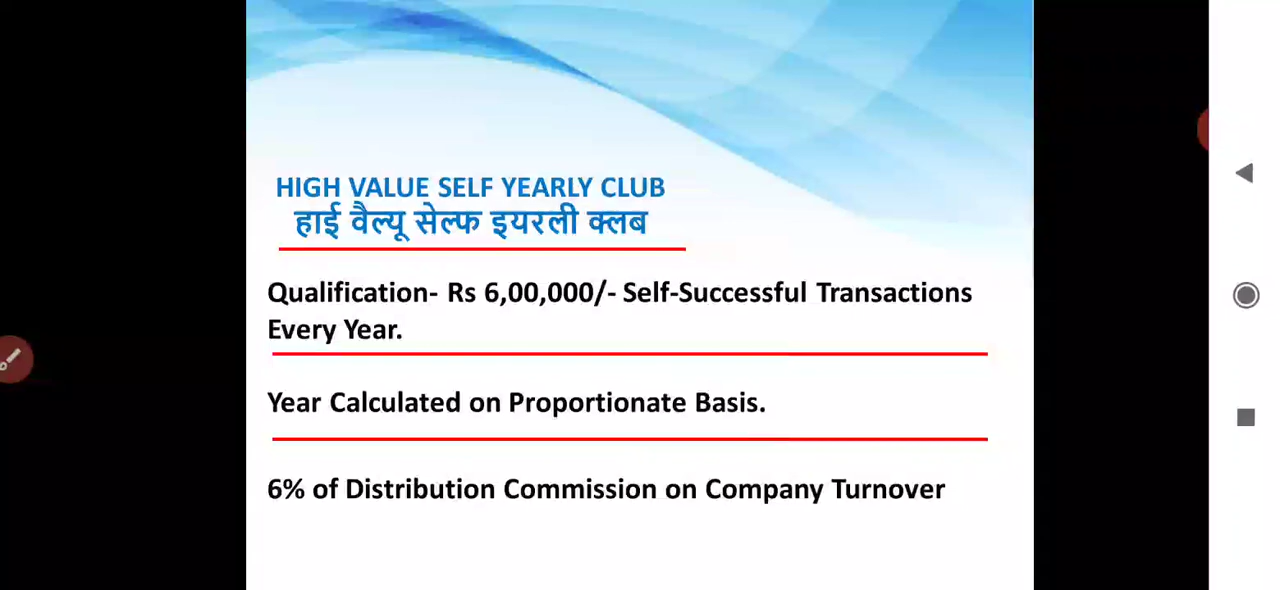 HIGH VALUE SELF YEARLY CLUB
हाई वैल्यू सेल्फ इयरली क्लब
Qualification- Rs 6,00,000/- Self-Successful Transactions
Every Year.
Year Calculated on Proportionate Basis.
6% of Distribution Commission on Company Turnover